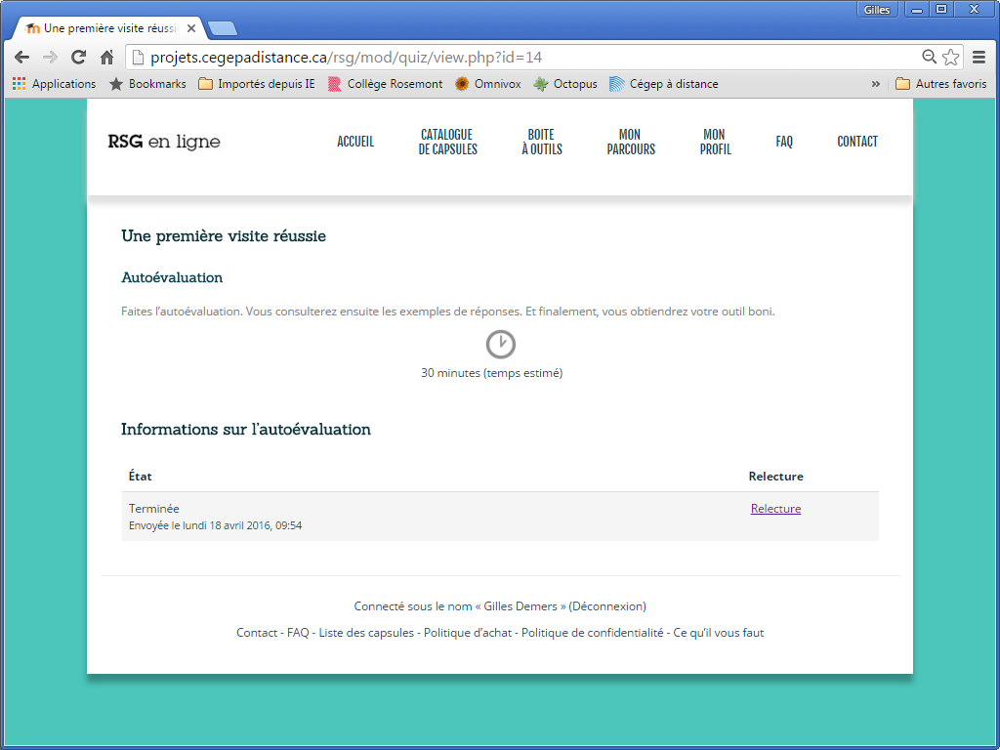 Gilles
Une première visite réussi
projets.cegepadistance.ca/rsg/mod/quiz/view.php?id=14
Applications Bookmarks Importés depuis IE Collège Rosemont Omnivox Octopus Cégep à distance » Autres favoris
RSG en ligne
ACCUEIL
CATALOGUE
DE CAPSULES
BOITE
À OUTILS
MON
PARCOURS
MON
PROFIL
FAQ
CONTACT
Une première visite réussie
Autoévaluation
Faites l'autoévaluation. Vous consulterez ensuite les exemples de réponses. Et finalement, vous obtiendrez votre outil boni.
30 minutes (temps estimé)
Informations sur l'autoévaluation
État Relecture
Terminée Relecture
Envoyée le lundi 18 avril 2016, 09:54
Connecté sous le nom « Gilles Demers » (Déconnexion)
Contact - FAQ - Liste des capsules - Politique d'achat - Politique de confidentialité - Ce qu'il vous faut